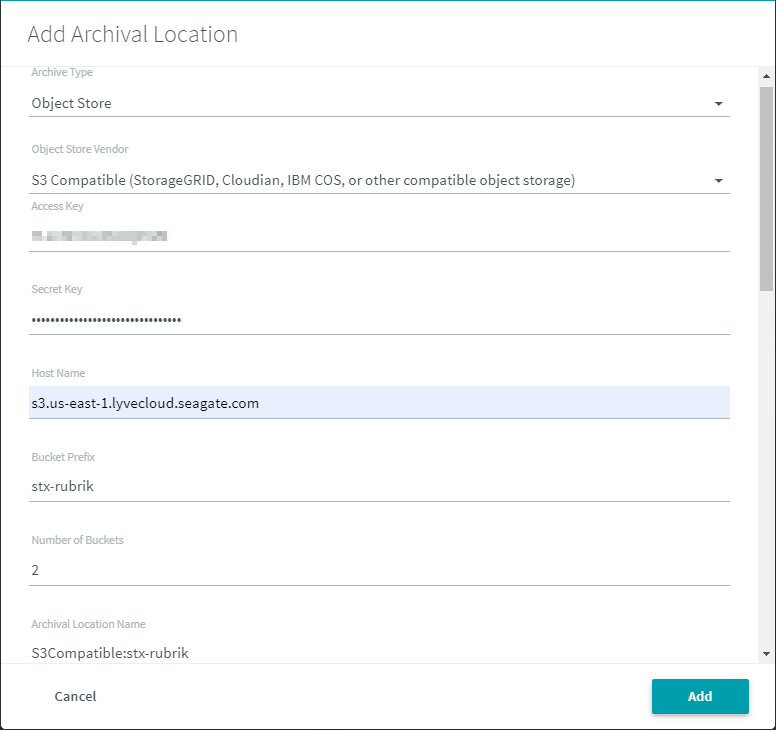 Add Archival Location
Archive Type
Object Store
Object Store Vendor
S3 Compatible (StorageGRID, Cloudian, IBM COS, or other compatible object storage)
Access Key
Secret Key
••••••••••••••••••••••••••••••••
Host Name
s3.us-east-1.lyvecloud.seagate.com
Bucket Prefix
stx-rubrik
Number of Buckets
2
Archival Location Name
S3Compatible:stx-rubrik
Cancel
Add